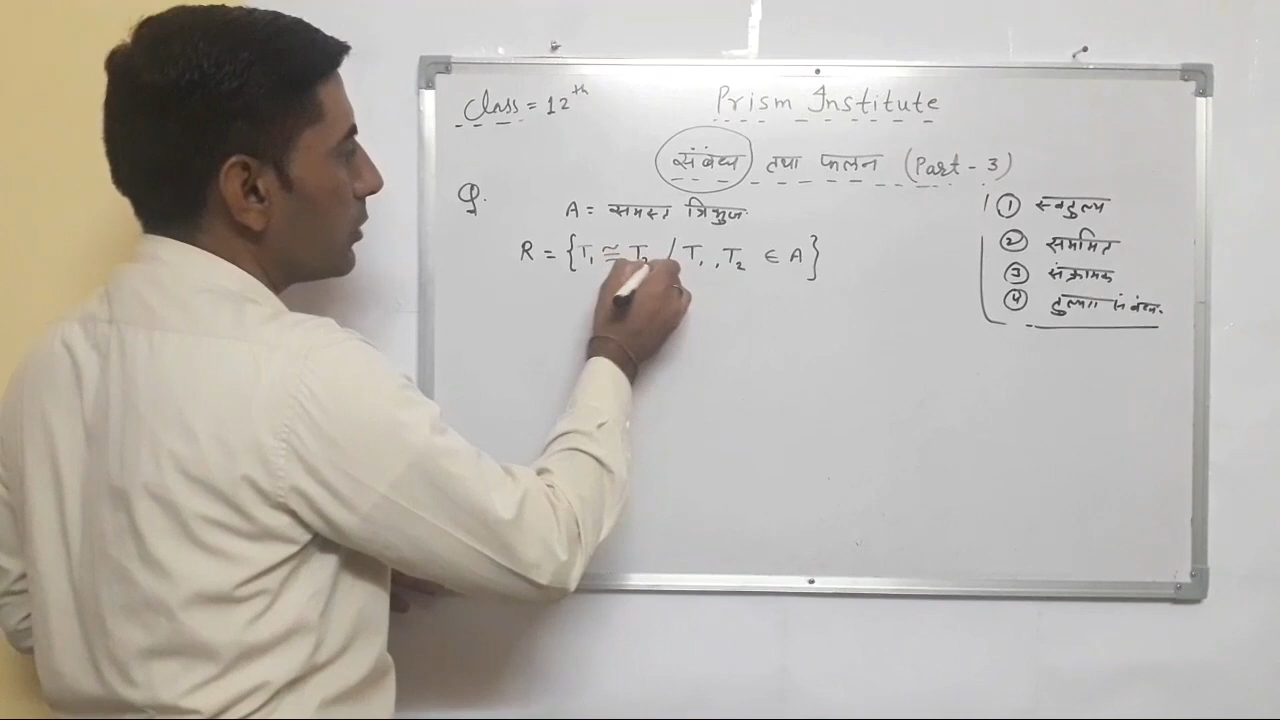 Class = 12th
Prism Institute
संबंध तथा फलन (Part - 3)
Q.
A = समस्त त्रिभुज
R = {T₁ ≅ T₂ / T₁, T₂ ∈ A}
① स्वतुल्य
② सममित
③ संक्रामक
④ तुल्यता संबंध.